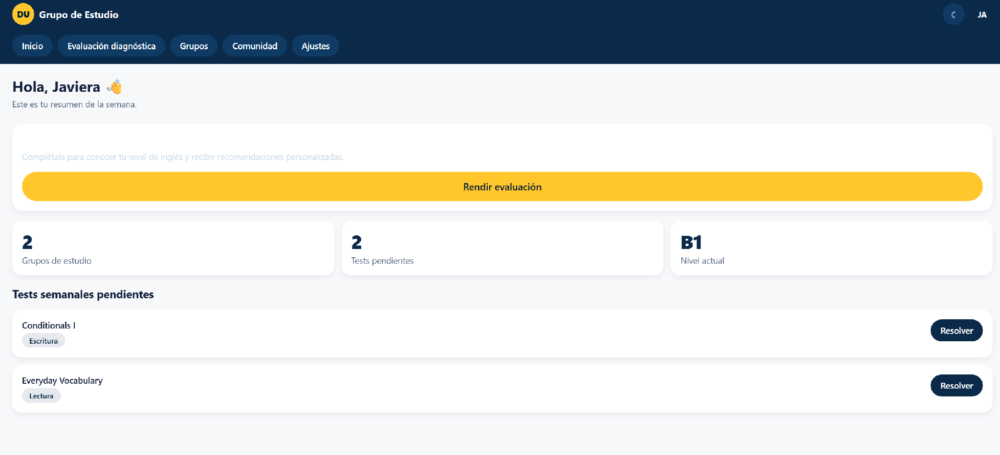 DU Grupo de Estudio
JA
Inicio Evaluación diagnóstica Grupos Comunidad Ajustes
Hola, Javiera
Este es tu resumen de la semana.
Complétala para conocer tu nivel de inglés y recibir recomendaciones personalizadas.
Rendir evaluación
2
Grupos de estudio
2
Tests pendientes
B1
Nivel actual
Tests semanales pendientes
Conditionals I
Escritura
Resolver
Everyday Vocabulary
Lectura
Resolver